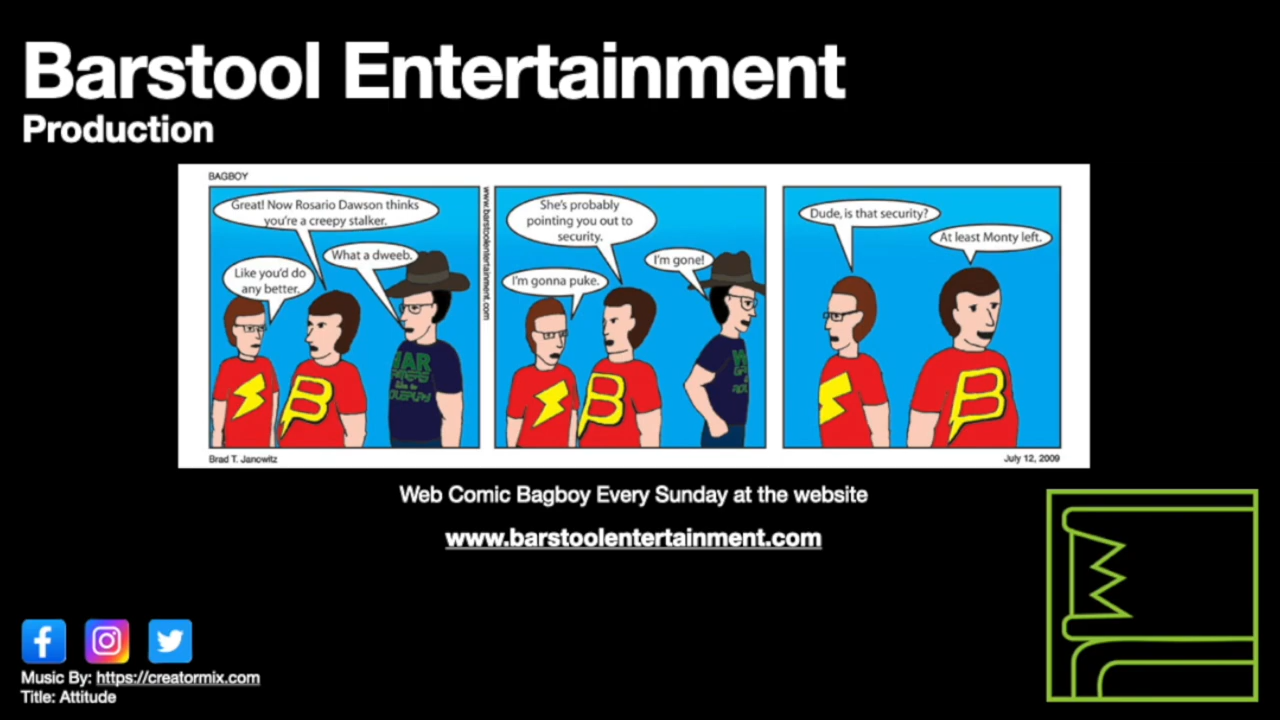 Barstool Entertainment
Production
BAGBOY
Great! Now Rosario Dawson thinks
you're a creepy stalker.
What a dweeb.
Like you'd do
any better.
www.barstoolentertainment.com
She's probably
pointing you out to
security.
I'm gonna puke.
I'm gone!
Dude, is that security?
At least Monty left.
Brad T. Janowitz
July 12, 2009
Web Comic Bagboy Every Sunday at the website
www.barstoolentertainment.com
Music By: https://creatormix.com
Title: Attitude